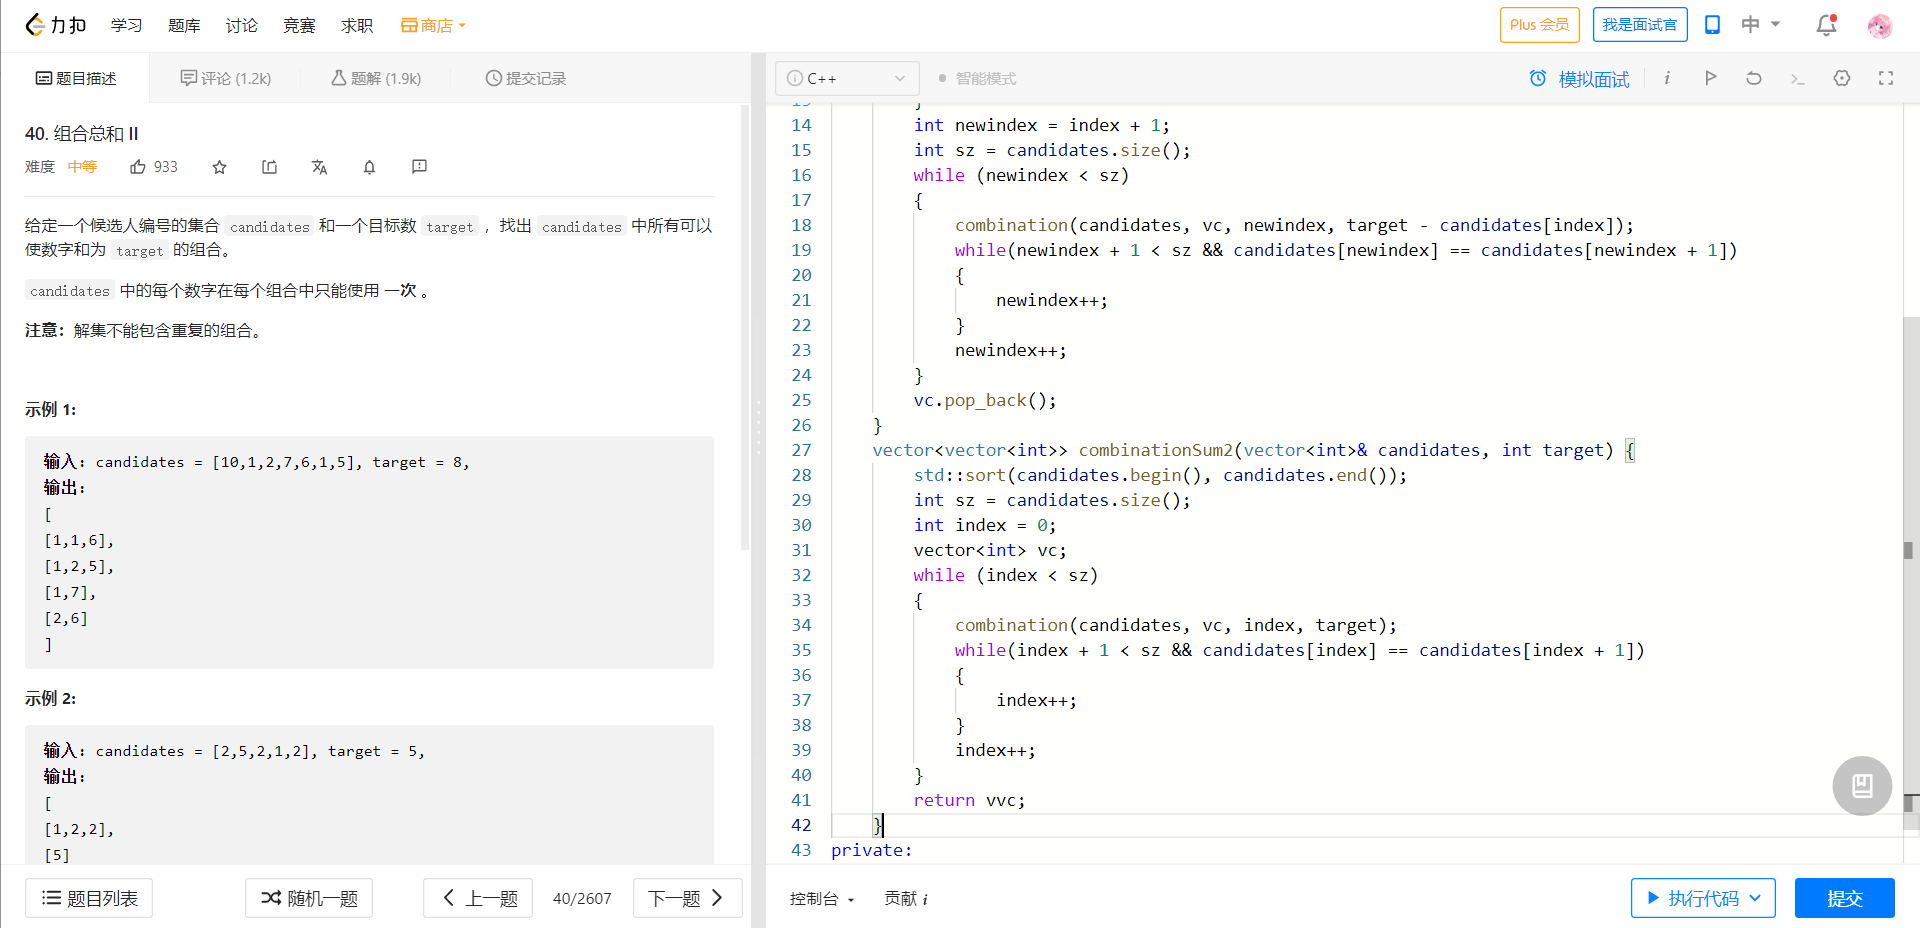 力扣 学习 题库 讨论 竞赛 求职 商店 Plus 会员 我是面试官 中
题目描述 评论 (1.2k) 题解 (1.9k) 提交记录
40. 组合总和 II
难度 中等 933
给定一个候选人编号的集合 candidates 和一个目标数 target ，找出 candidates 中所有可以
使数字和为 target 的组合。
candidates 中的每个数字在每个组合中只能使用 一次 。
注意：解集不能包含重复的组合。
示例 1:
输入: candidates = [10,1,2,7,6,1,5], target = 8,
输出:
[
[1,1,6],
[1,2,5],
[1,7],
[2,6]
]
示例 2:
输入: candidates = [2,5,2,1,2], target = 5,
输出:
[
[1,2,2],
[5]
题目列表 随机一题 上一题 40/2607 下一题
C++ 智能模式 模拟面试 i
14 int newindex = index + 1;
15 int sz = candidates.size();
16 while (newindex < sz)
17 {
18 combination(candidates, vc, newindex, target - candidates[index]);
19 while(newindex + 1 < sz && candidates[newindex] == candidates[newindex + 1])
20 {
21 newindex++;
22 }
23 newindex++;
24 }
25 vc.pop_back();
26 }
27 vector<vector<int>> combinationSum2(vector<int>& candidates, int target) {
28 std::sort(candidates.begin(), candidates.end());
29 int sz = candidates.size();
30 int index = 0;
31 vector<int> vc;
32 while (index < sz)
33 {
34 combination(candidates, vc, index, target);
35 while(index + 1 < sz && candidates[index] == candidates[index + 1])
36 {
37 index++;
38 }
39 index++;
40 }
41 return vvc;
42 }
43 private:
控制台 贡献 i 执行代码 提交